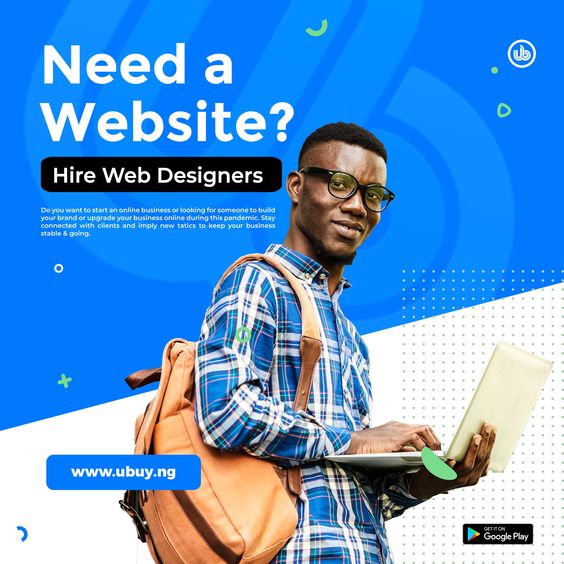 Need a
Website?
Hire Web Designers
Do you want to start an online business or looking for someone to build
your brand or upgrade your business online during this pandemic. Stay
connected with clients and imply new tatics to keep your business
stable & going.
www.ubuy.ng
GET IT ON
Google Play